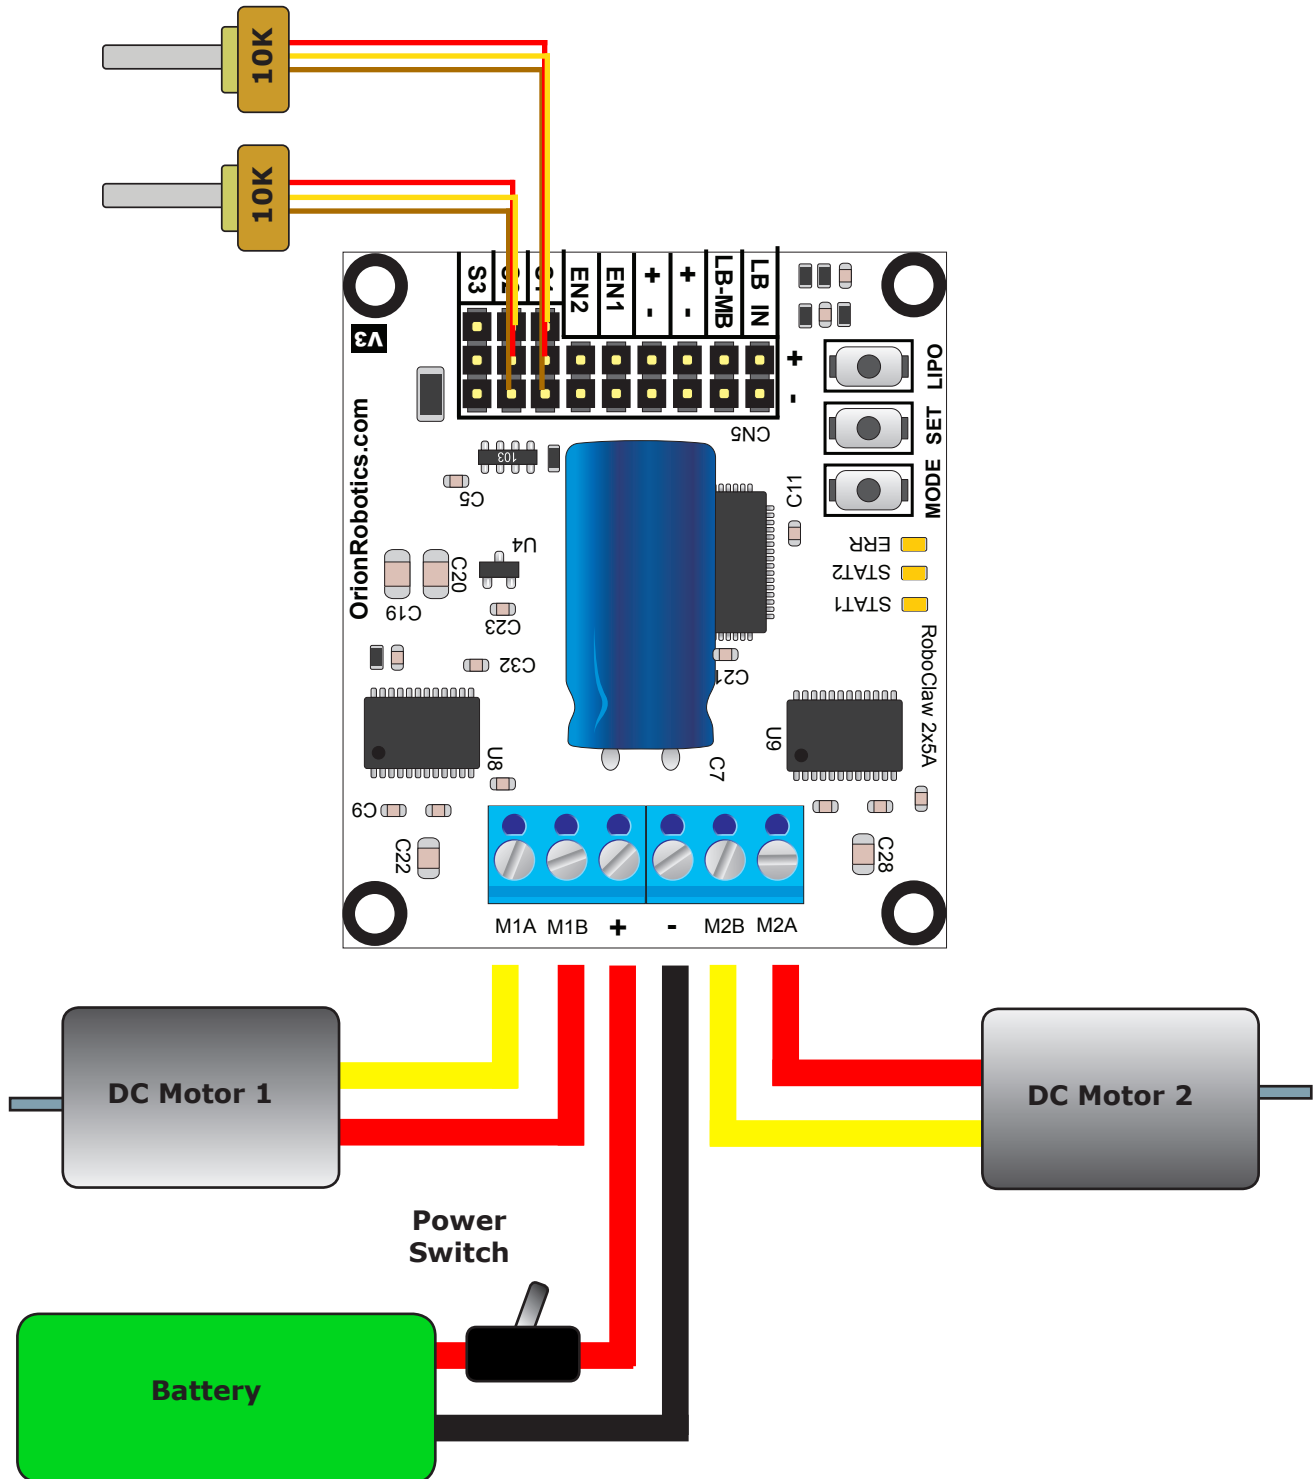 10K
10K
S3
S2
S1
EN2
EN1
+ -
+ -
LB-MB
LB IN
+
-
V3
LIPO
SET
MODE
CN5
OrionRobotics.com
103
C5
C11
U4
ERR
STAT2
STAT1
C20
C19
C23
C32
C21
RoboClaw 2x5A
U8
U9
C7
C9
C22
C28
M1A M1B + - M2B M2A
DC Motor 1
DC Motor 2
Power
Switch
Battery